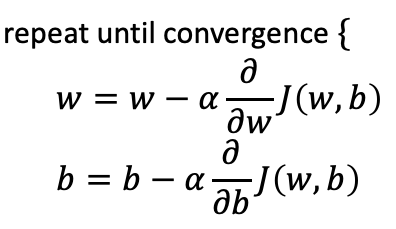 repeat until convergence {
w = w − α ∂/∂w J(w, b)
b = b − α ∂/∂b J(w, b)